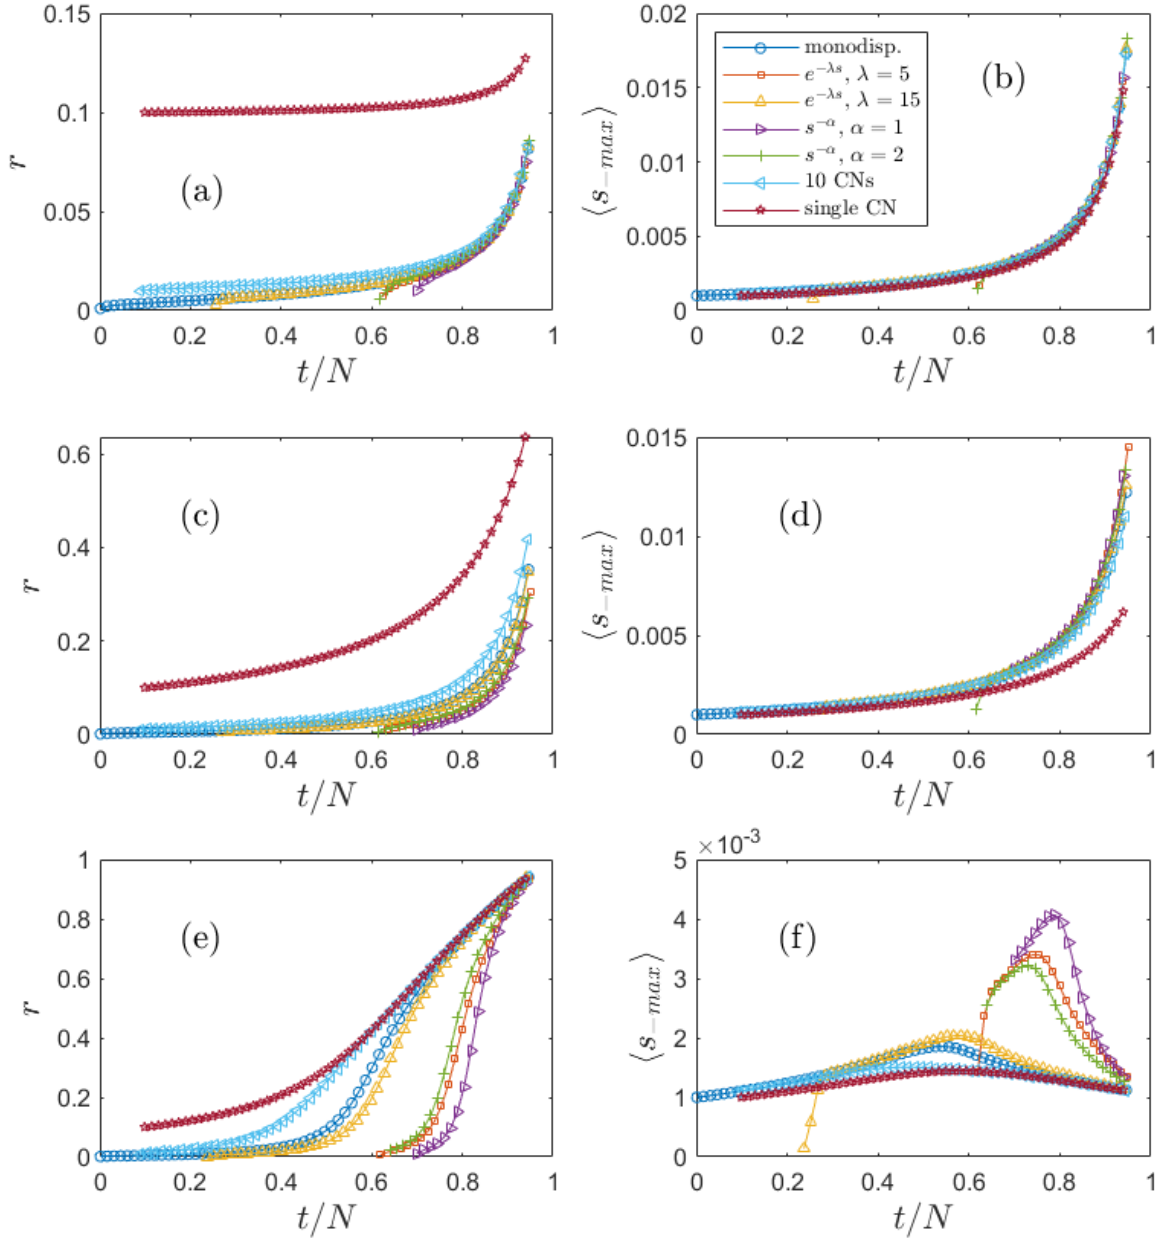 0.15
0.1
0.05
0
r
(a)
0 0.2 0.4 0.6 0.8 1
t/N
0.02
0.015
0.01
0.005
0
⟨s₋max⟩
monodisp.
e^{-λs}, λ = 5
e^{-λs}, λ = 15
s^{-α}, α = 1
s^{-α}, α = 2
10 CNs
single CN
(b)
0 0.2 0.4 0.6 0.8 1
t/N
0.6
0.4
0.2
0
r
(c)
0 0.2 0.4 0.6 0.8 1
t/N
0.015
0.01
0.005
0
⟨s₋max⟩
(d)
0 0.2 0.4 0.6 0.8 1
t/N
1
0.8
0.6
0.4
0.2
0
r
(e)
0 0.2 0.4 0.6 0.8 1
t/N
×10⁻³
5
4
3
2
1
0
⟨s₋max⟩
(f)
0 0.2 0.4 0.6 0.8 1
t/N